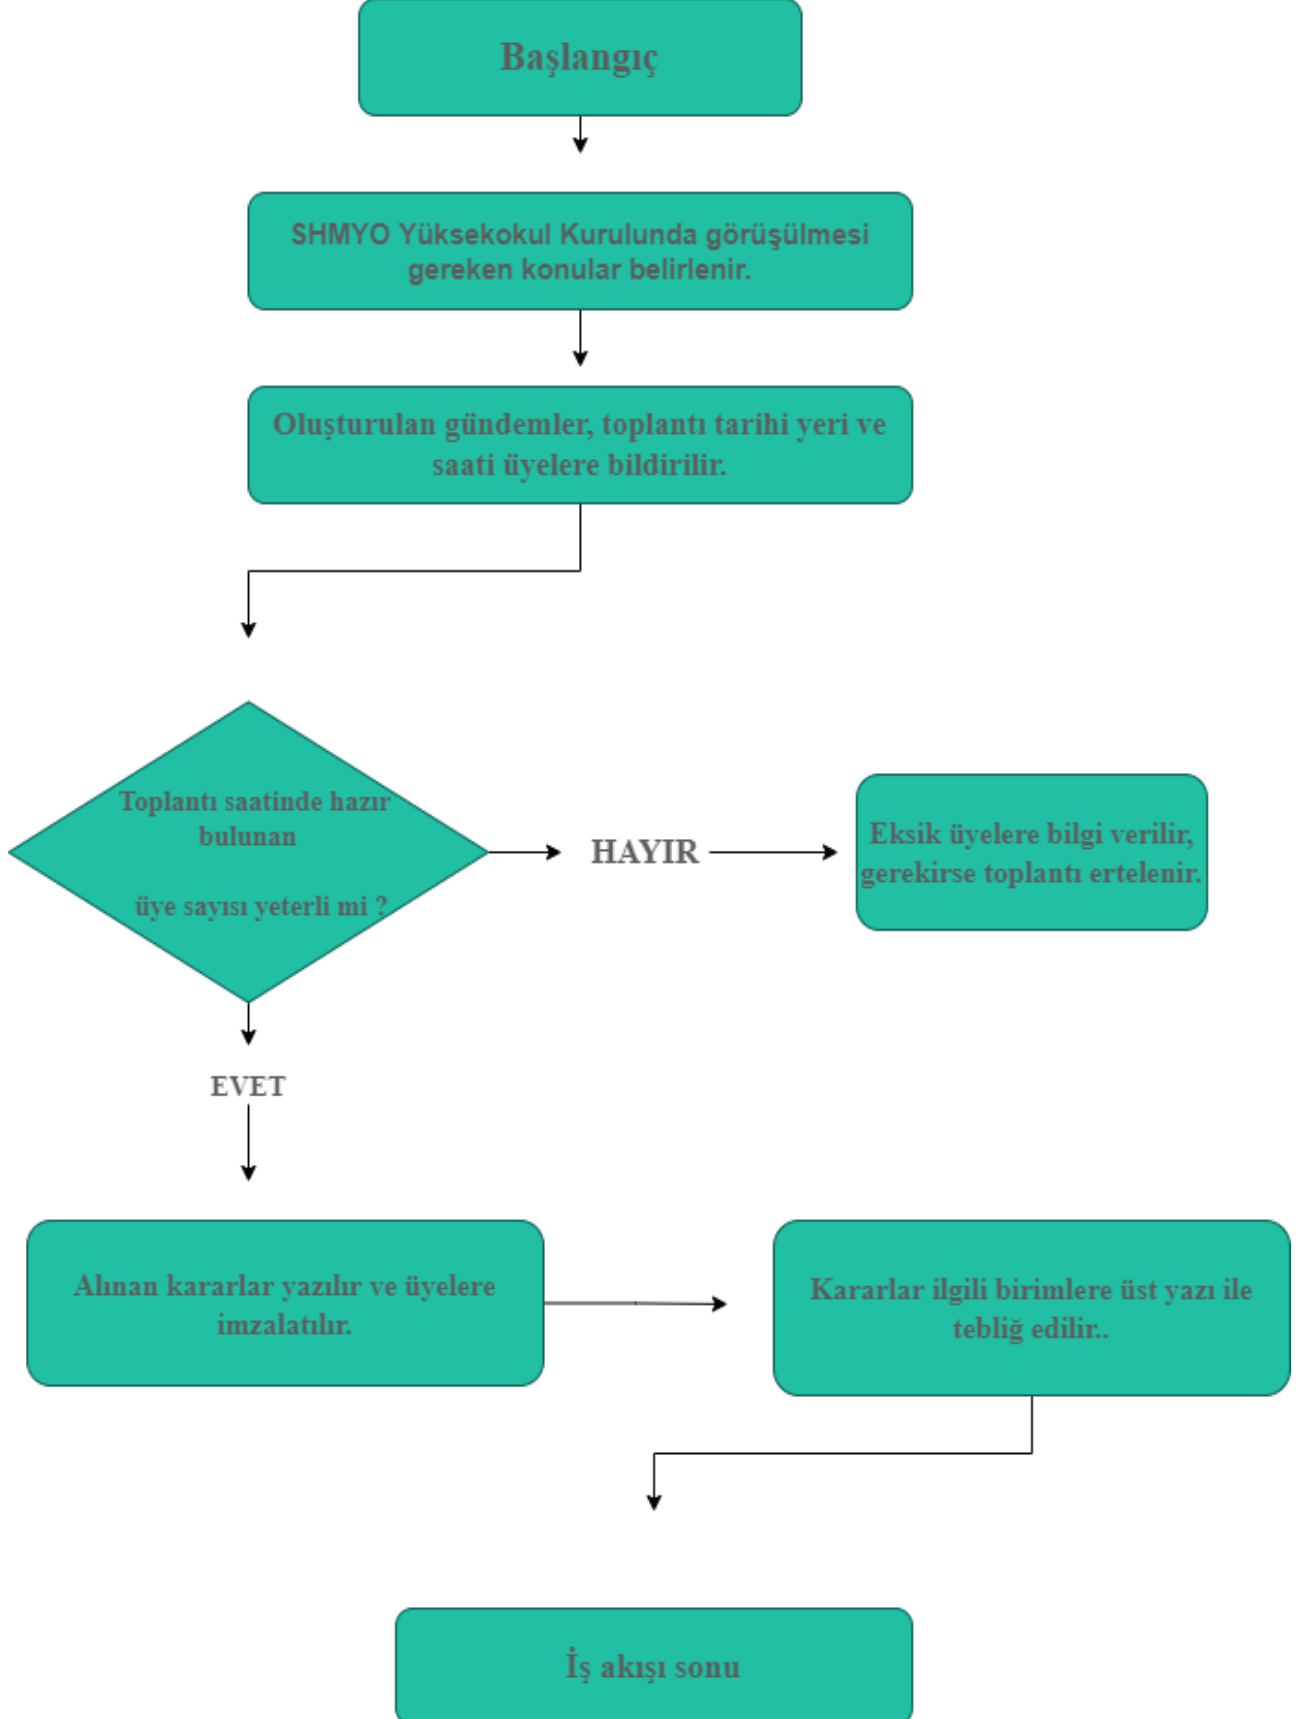 Başlangıç
SHMYO Yüksekokul Kurulunda görüşülmesi
gereken konular belirlenir.
Oluşturulan gündemler, toplantı tarihi yeri ve
saati üyelere bildirilir.
Toplantı saatinde hazır
bulunan
üye sayısı yeterli mi ?
HAYIR
Eksik üyelere bilgi verilir,
gerekirse toplantı ertelenir.
EVET
Alınan kararlar yazılır ve üyelere
imzalatılır.
Kararlar ilgili birimlere üst yazı ile
tebliğ edilir..
İş akışı sonu